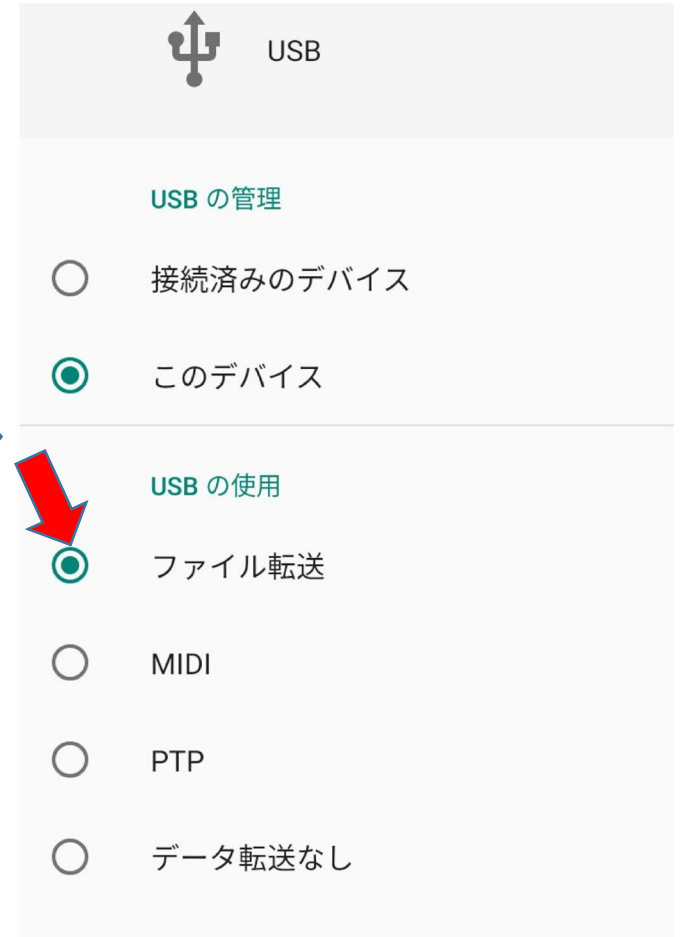 USB
USB の管理
接続済みのデバイス
このデバイス
USB の使用
ファイル転送
MIDI
PTP
データ転送なし